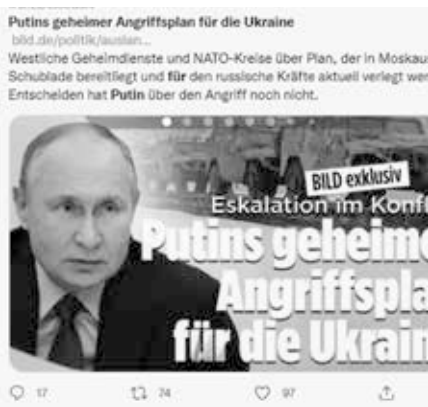 Putins geheimer Angriffsplan für die Ukraine
bild.de/politik/auslan...
Westliche Geheimdienste und NATO-Kreise über Plan, der in Moskau
Schublade bereitliegt und für den russische Kräfte aktuell verlegt wer
Entscheiden hat Putin über den Angriff noch nicht.
BILD exklusiv
Eskalation im Konfl
Putins geheime
Angriffspla
für die Ukrain
17 74 97